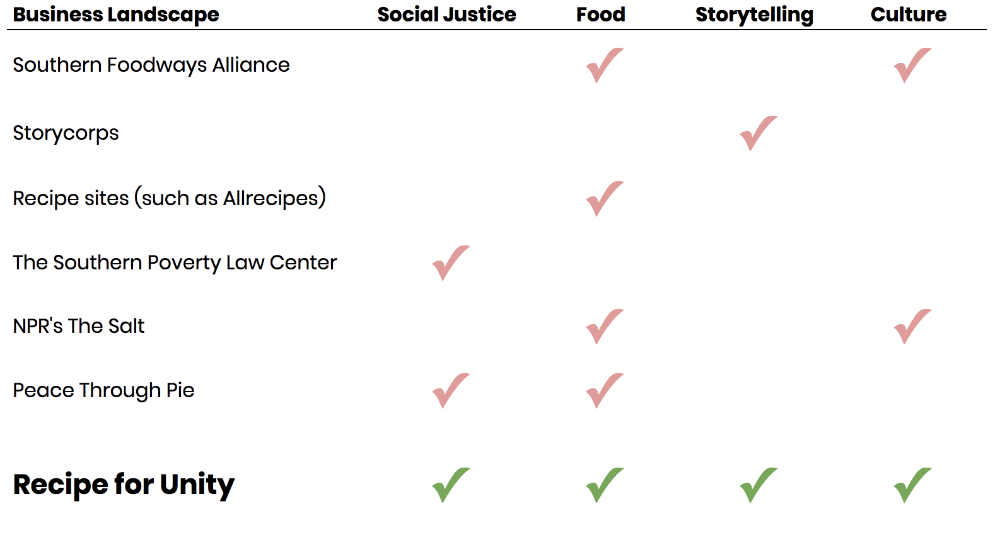 Business Landscape Social Justice Food Storytelling Culture
Southern Foodways Alliance ✓ ✓
Storycorps ✓
Recipe sites (such as Allrecipes) ✓
The Southern Poverty Law Center ✓
NPR's The Salt ✓ ✓
Peace Through Pie ✓ ✓
Recipe for Unity ✓ ✓ ✓ ✓